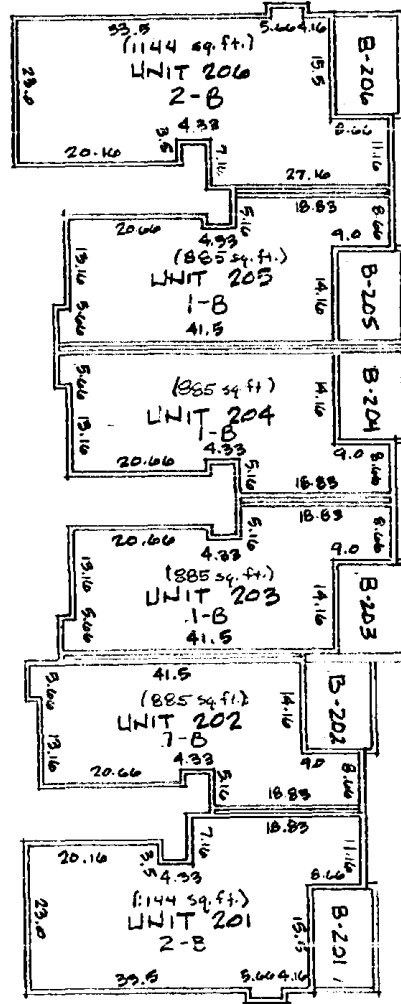 33.5 5.66 4.16
(1144 sq.ft.)
UNIT 206
2-B
23.0
15.5
B-206
4.33
3.5
7.16
20.16
8.66
11.16
27.16
18.83
5.16
8.66
20.66
4.33
9.0
(885 sq.ft.)
UNIT 205
1-B
13.16
5.66
14.16
B-205
41.5
5.66
13.16
(885 sq ft)
UNIT 204
1-B
14.16
B-204
4.33
9.0
20.66
5.16
8.66
18.83
18.83
5.16
8.66
20.66
4.33
9.0
(885 sq.ft.)
UNIT 203
1-B
13.16
5.66
14.16
B-203
41.5
41.5
5.66
13.16
(885 sq.ft.)
UNIT 202
1-B
14.16
B-202
4.33
9.0
20.66
5.16
8.66
18.83
18.83
7.16
11.16
20.16
3.5
4.33
8.66
23.0
(1144 sq.ft.)
UNIT 201
2-B
15.5
B-201
33.5 5.66 4.16